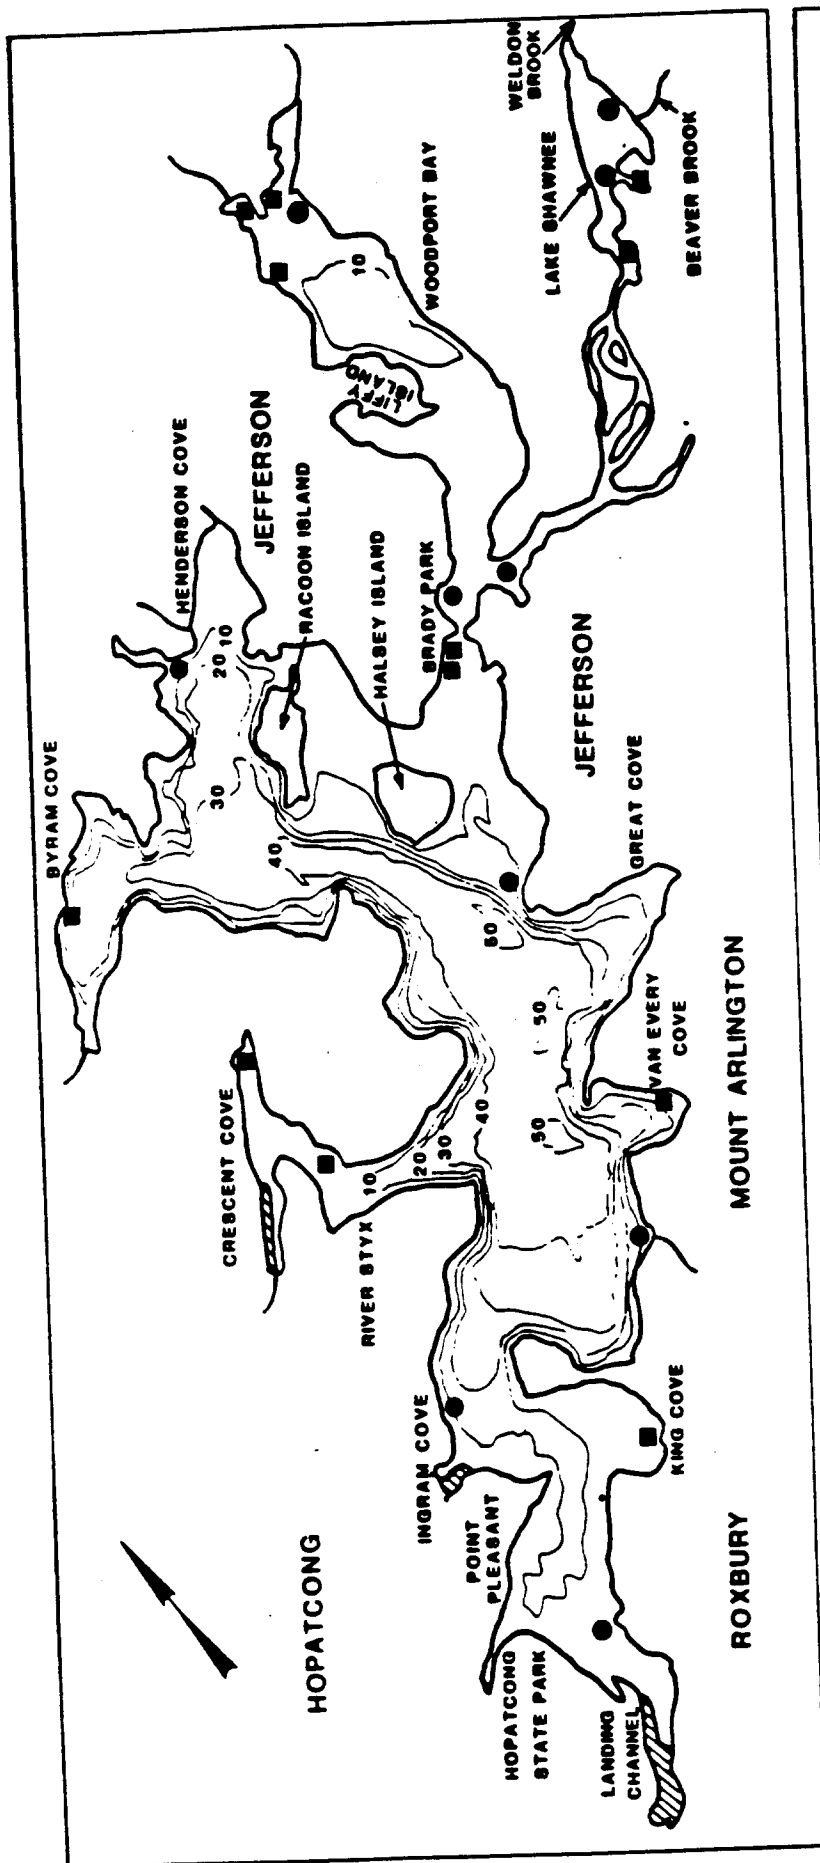 WELDON
BROOK
LAKE SHAWNEE
BEAVER BROOK
WOODPORT BAY
10
LIFFY
ISLAND
JEFFERSON
HENDERSON COVE
RACOON ISLAND
HALSEY ISLAND
BRADY PARK
10
20
30
40
BYRAM COVE
JEFFERSON
GREAT COVE
50
50
50
VAN EVERY
COVE
MOUNT ARLINGTON
CRESCENT COVE
RIVER STYX
10
20
30
40
INGRAM COVE
POINT
PLEASANT
KING COVE
HOPATCONG
HOPATCONG
STATE PARK
LANDING
CHANNEL
ROXBURY